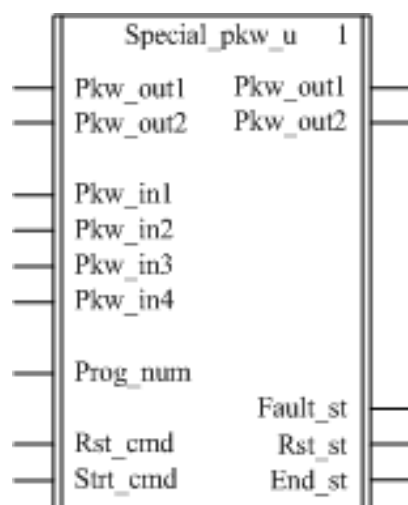 Special_pkw_u 1
Pkw_out1 Pkw_out1
Pkw_out2 Pkw_out2
Pkw_in1
Pkw_in2
Pkw_in3
Pkw_in4
Prog_num
Fault_st
Rst_cmd Rst_st
Strt_cmd End_st